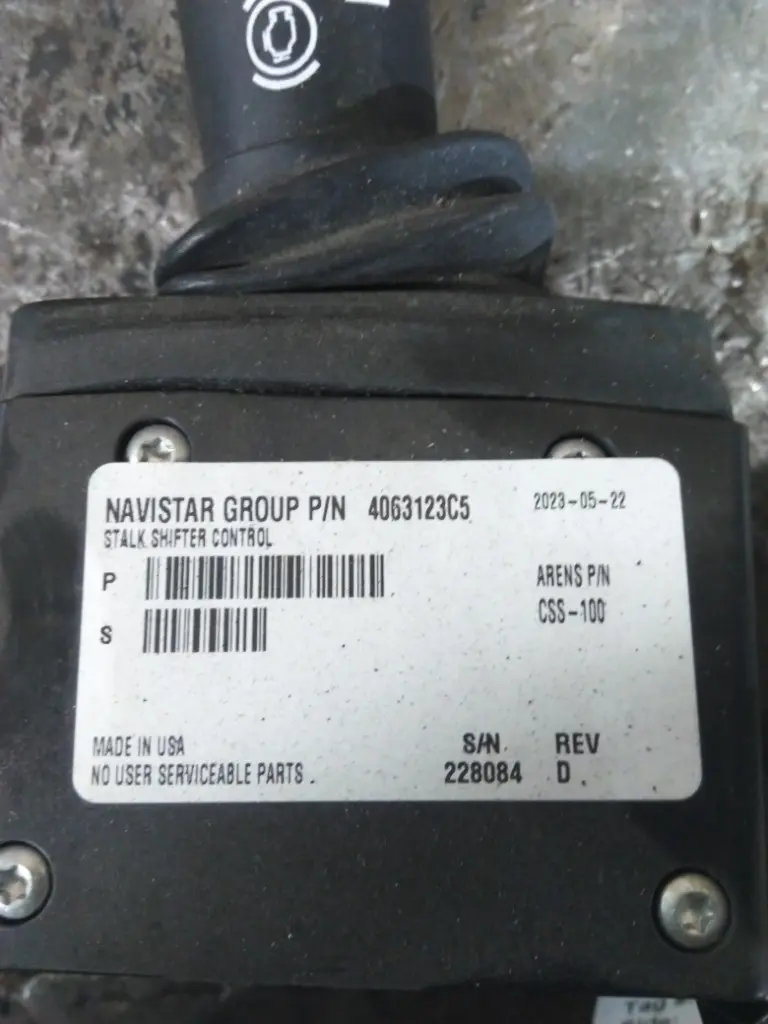 NAVISTAR GROUP P/N 4063123C5 2023-05-22
STALK SHIFTER CONTROL
P
ARENS P/N
S
CSS-100
MADE IN USA
NO USER SERVICEABLE PARTS.
S/N REV
228084 D